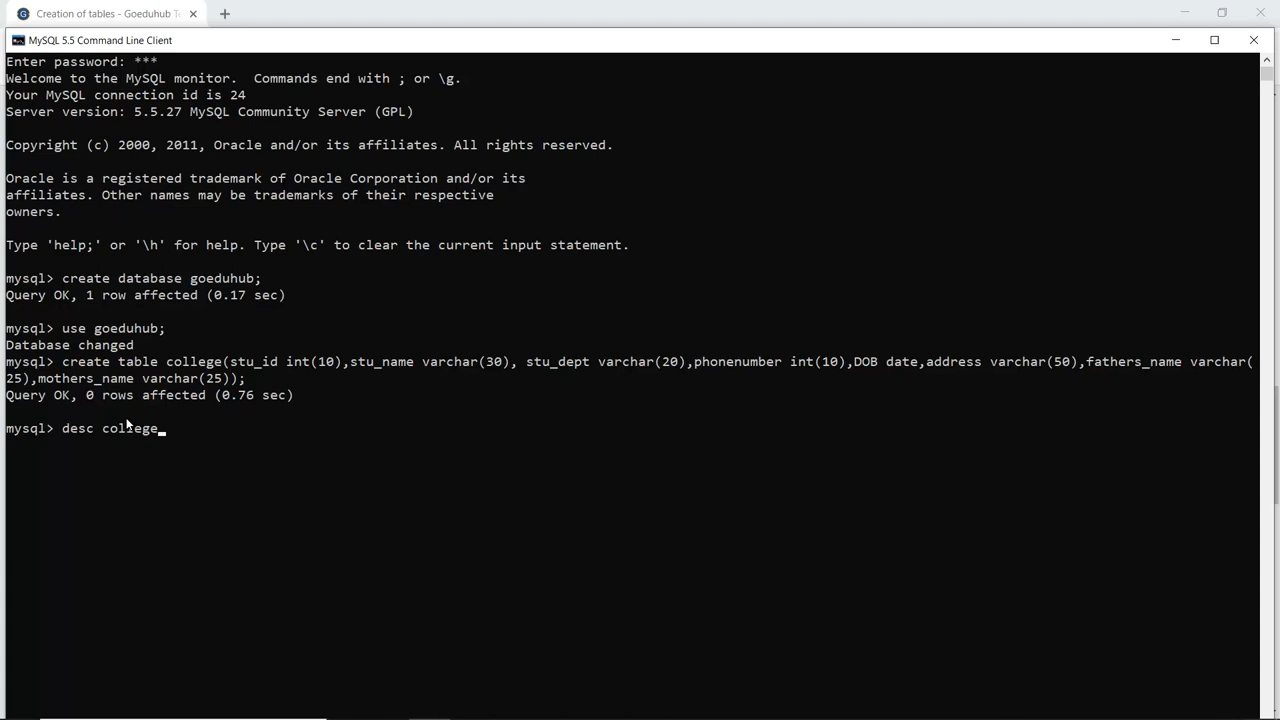 Creation of tables - Goeduhub
MySQL 5.5 Command Line Client
Enter password: ***
Welcome to the MySQL monitor.  Commands end with ; or \g.
Your MySQL connection id is 24
Server version: 5.5.27 MySQL Community Server (GPL)
Copyright (c) 2000, 2011, Oracle and/or its affiliates. All rights reserved.
Oracle is a registered trademark of Oracle Corporation and/or its
affiliates. Other names may be trademarks of their respective
owners.
Type 'help;' or '\h' for help. Type '\c' to clear the current input statement.
mysql> create database goeduhub;
Query OK, 1 row affected (0.17 sec)
mysql> use goeduhub;
Database changed
mysql> create table college(stu_id int(10),stu_name varchar(30), stu_dept varchar(20),phonenumber int(10),DOB date,address varchar(50),fathers_name varchar(
25),mothers_name varchar(25));
Query OK, 0 rows affected (0.76 sec)
mysql> desc college